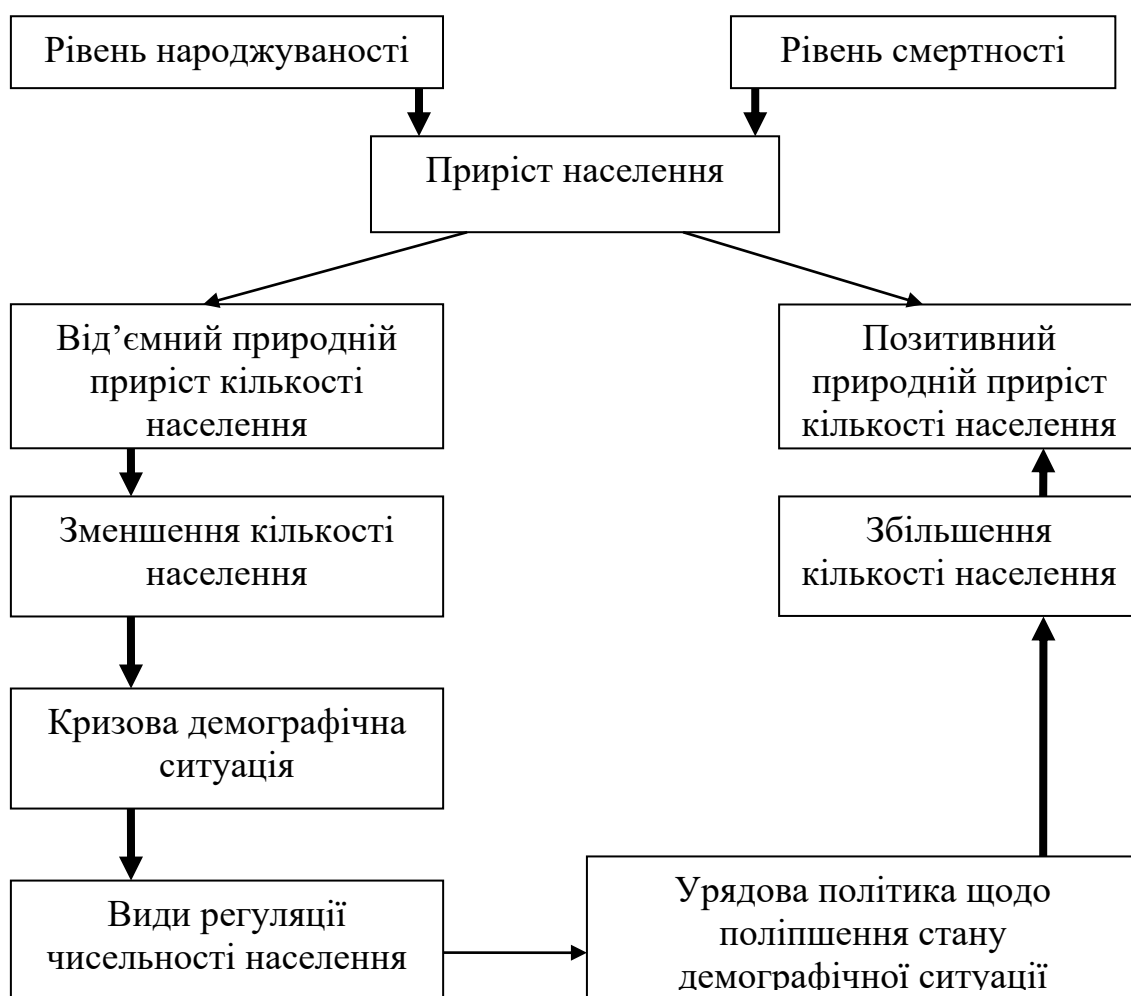 Рівень народжуваності
Рівень смертності
Приріст населення
Від’ємний природній
приріст кількості
населення
Позитивний
природній приріст
кількості населення
Зменшення кількості
населення
Збільшення
кількості населення
Кризова демографічна
ситуація
Види регуляції
чисельності населення
Урядова політика щодо
поліпшення стану
демографічної ситуації